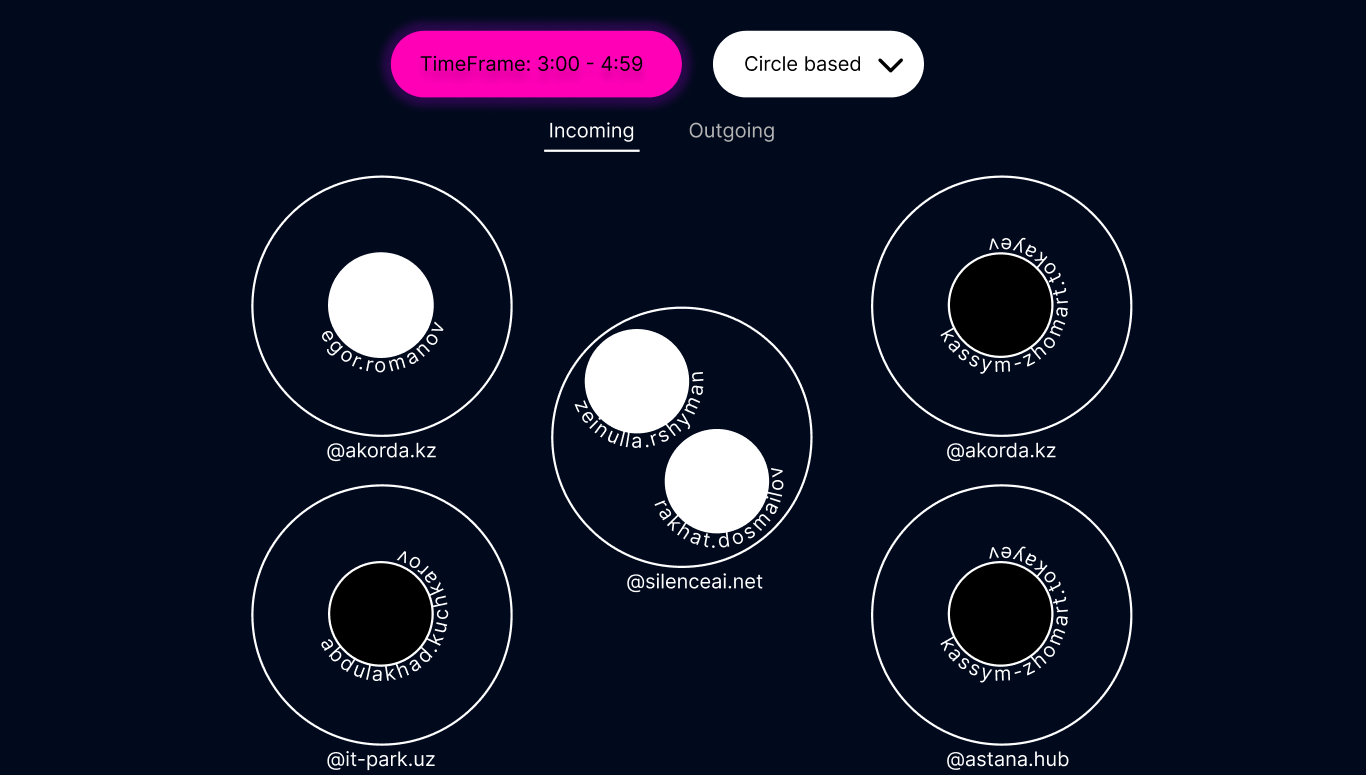 TimeFrame: 3:00 - 4:59
Circle based
Incoming
Outgoing
egor.romanov
@akorda.kz
zeinulla.rshyman
rakhat.dosmailov
@silenceai.net
kassym-zhomart.tokayev
@akorda.kz
abdulakhad.kuchkarov
@it-park.uz
kassym-zhomart.tokayev
@astana.hub